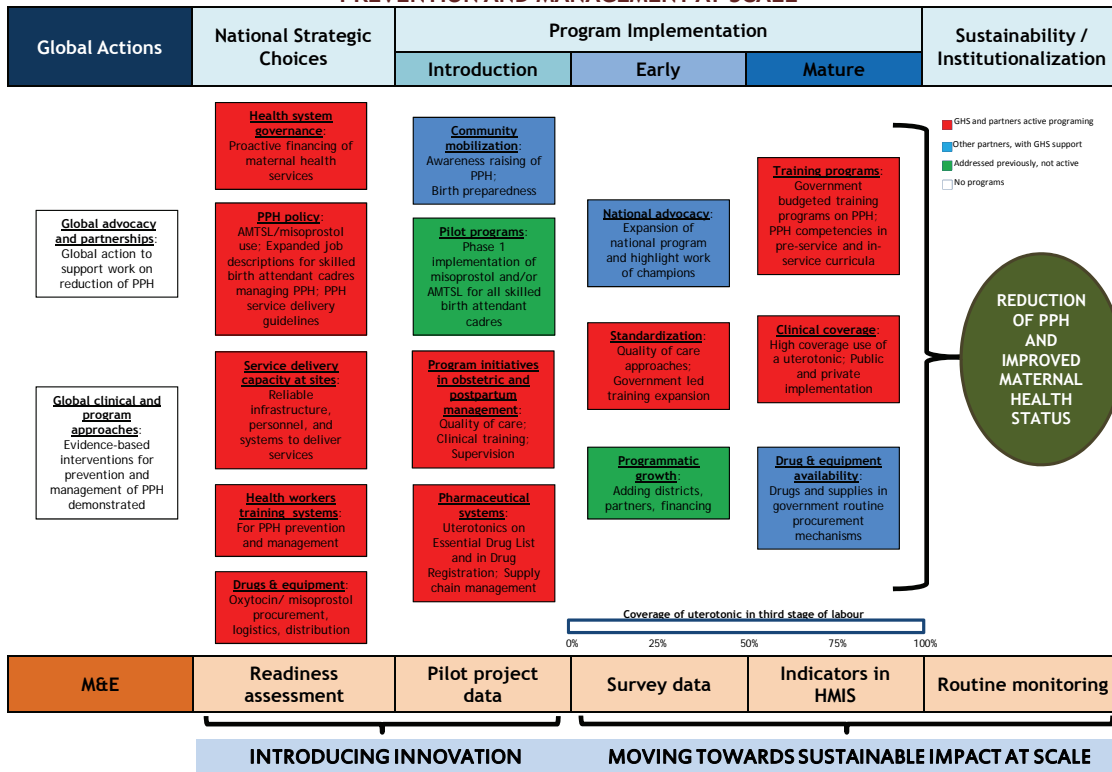 PREVENTION AND MANAGEMENT AT SCALE
Global Actions
National Strategic
Choices
Program Implementation
Introduction
Early
Mature
Sustainability /
Institutionalization
Global advocacy
and partnerships:
Global action to
support work on
reduction of PPH
Global clinical and
program
approaches:
Evidence-based
interventions for
prevention and
management of PPH
demonstrated
Health system
governance:
Proactive financing of
maternal health
services
PPH policy:
AMTSL/misoprostol
use; Expanded job
descriptions for skilled
birth attendant cadres
managing PPH; PPH
service delivery
guidelines
Service delivery
capacity at sites:
Reliable
infrastructure,
personnel, and
systems to deliver
services
Health workers
training systems:
For PPH prevention
and management
Drugs & equipment:
Oxytocin/ misoprostol
procurement,
logistics, distribution
Community
mobilization:
Awareness raising of
PPH;
Birth preparedness
Pilot programs:
Phase 1
implementation of
misoprostol and/or
AMTSL for all skilled
birth attendant
cadres
Program initiatives
in obstetric and
postpartum
management:
Quality of care;
Clinical training;
Supervision
Pharmaceutical
systems:
Uterotonics on
Essential Drug List
and in Drug
Registration; Supply
chain management
National advocacy:
Expansion of
national program
and highlight work
of champions
Standardization:
Quality of care
approaches;
Government led
training expansion
Programmatic
growth:
Adding districts,
partners, financing
Training programs:
Government
budgeted training
programs on PPH;
PPH competencies in
pre-service and in-
service curricula
Clinical coverage:
High coverage use of
a uterotonic; Public
and private
implementation
Drug & equipment
availability:
Drugs and supplies in
government routine
procurement
mechanisms
GHS and partners active programing
Other partners, with GHS support
Addressed previously, not active
No programs
REDUCTION
OF PPH
AND
IMPROVED
MATERNAL
HEALTH
STATUS
Coverage of uterotonic in third stage of labour
0% 25% 50% 75% 100%
M&E
Readiness
assessment
Pilot project
data
Survey data
Indicators in
HMIS
Routine monitoring
INTRODUCING INNOVATION
MOVING TOWARDS SUSTAINABLE IMPACT AT SCALE